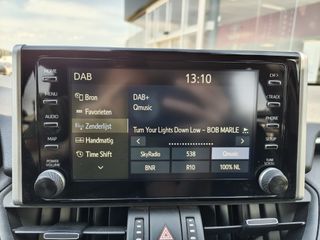 DAB
13:10
HOME
MENU
AUDIO
MAP
POWER
VOLUME
Bron
Favorieten
Zenderlijst
Handmatig
Time Shift
DAB+
Qmusic
Turn Your Lights Down Low - BOB MARLE
SkyRadio 538 Qmusic
BNR R10 100% NL
CH >
< TRACK
PHONE
SETUP
TUNE
SCROLL